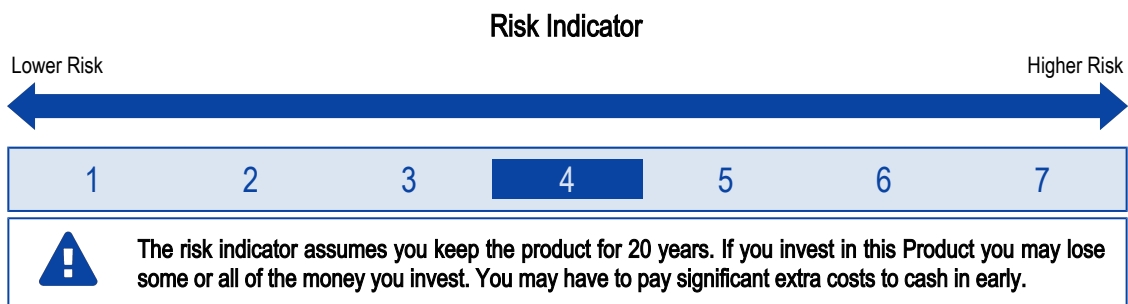 Risk Indicator
Lower Risk
Higher Risk
1 2 3 4 5 6 7
The risk indicator assumes you keep the product for 20 years. If you invest in this Product you may lose
some or all of the money you invest. You may have to pay significant extra costs to cash in early.